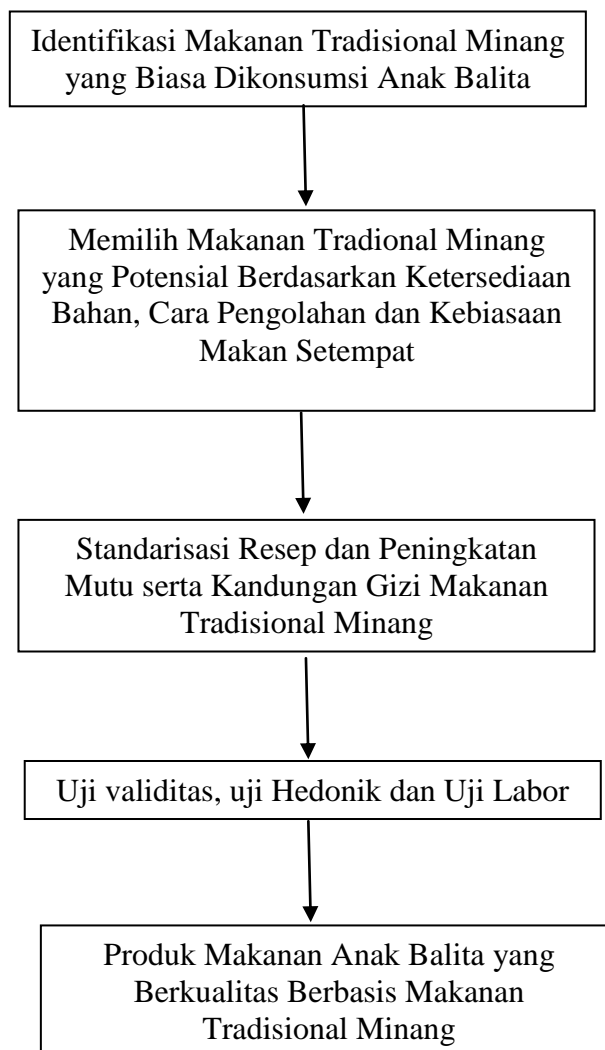 Identifikasi Makanan Tradisional Minang
yang Biasa Dikonsumsi Anak Balita
Memilih Makanan Tradional Minang
yang Potensial Berdasarkan Ketersediaan
Bahan, Cara Pengolahan dan Kebiasaan
Makan Setempat
Standarisasi Resep dan Peningkatan
Mutu serta Kandungan Gizi Makanan
Tradisional Minang
Uji validitas, uji Hedonik dan Uji Labor
Produk Makanan Anak Balita yang
Berkualitas Berbasis Makanan
Tradisional Minang